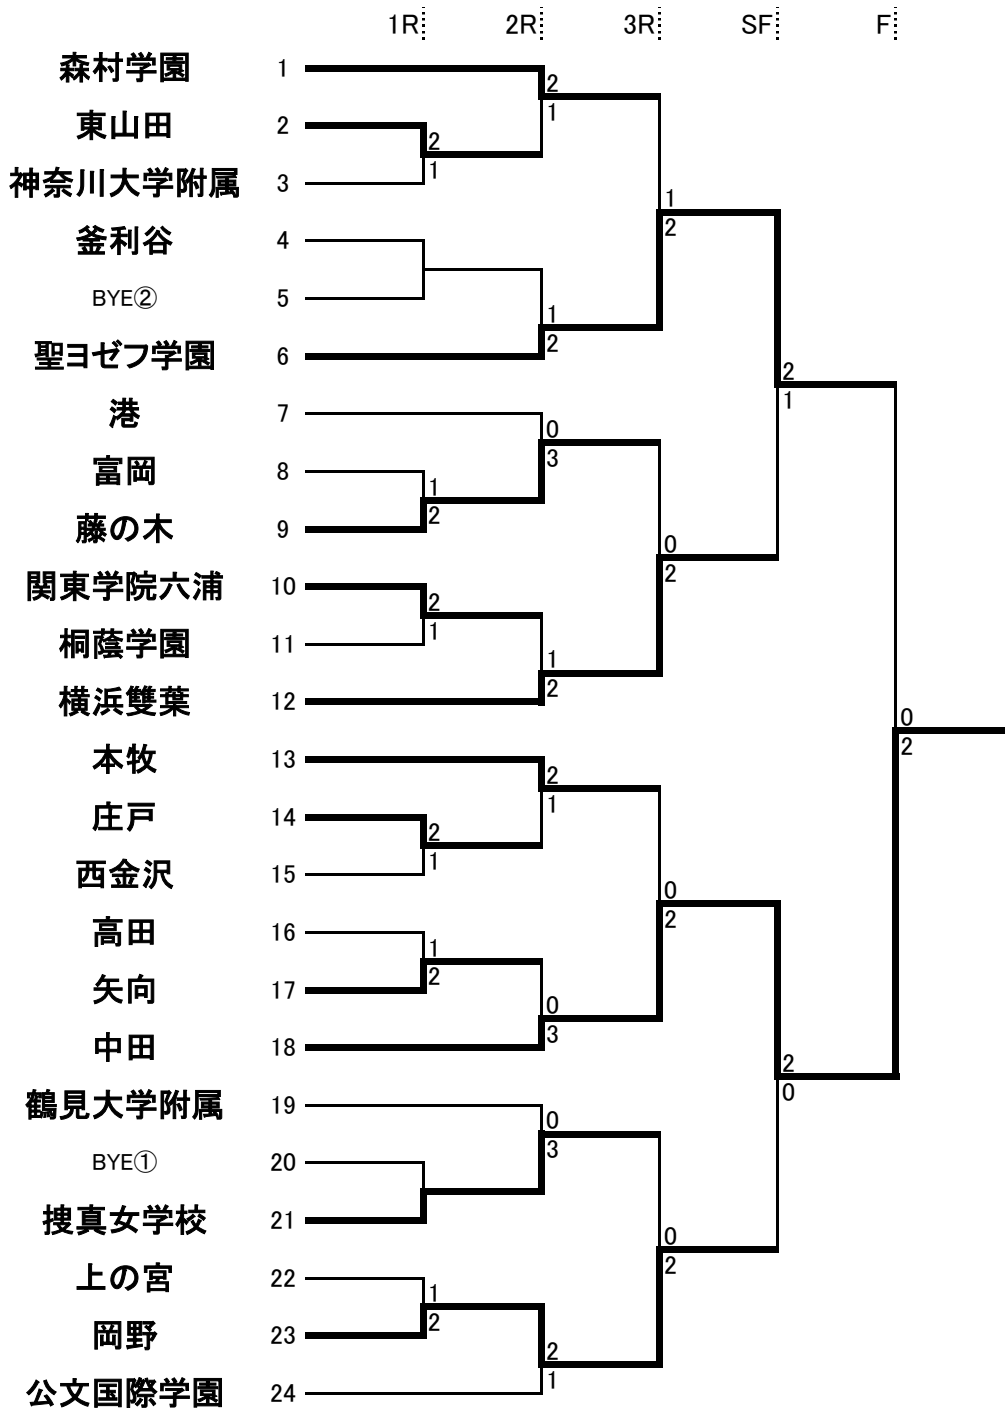 1R 2R 3R SF F
森村学園 1
2
東山田 2
1
2
神奈川大学附属 3
1
1
釜利谷 4
2
BYE② 5
1
聖ヨゼフ学園 6
2
2
1
港 7
0
富岡 8
3
1
藤の木 9
2
0
関東学院六浦 10
2
2
桐蔭学園 11
1
1
横浜雙葉 12
2
0
2
本牧 13
2
庄戸 14
1
2
西金沢 15
1
0
高田 16
2
1
矢向 17
2
0
中田 18
3
2
0
鶴見大学附属 19
0
BYE① 20
3
捜真女学校 21
0
上の宮 22
2
1
岡野 23
2
2
公文国際学園 24
1